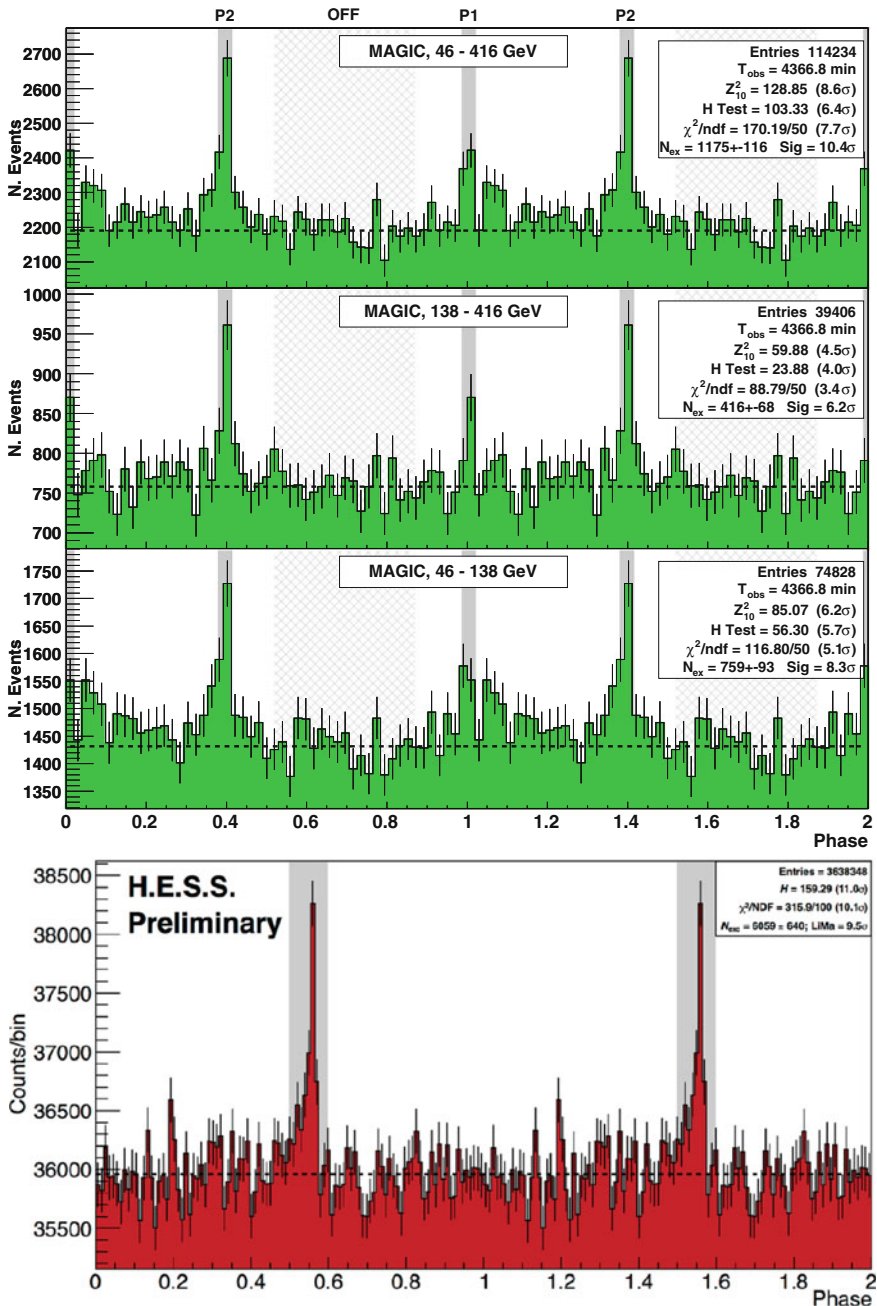 P2 OFF P1 P2
MAGIC, 46 - 416 GeV
Entries 114234
T_obs = 4366.8 min
Z²₁₀ = 128.85 (8.6σ)
H Test = 103.33 (6.4σ)
χ²/ndf = 170.19/50 (7.7σ)
N_ex = 1175+-116 Sig = 10.4σ
N. Events
2700
2600
2500
2400
2300
2200
2100
MAGIC, 138 - 416 GeV
Entries 39406
T_obs = 4366.8 min
Z²₁₀ = 59.88 (4.5σ)
H Test = 23.88 (4.0σ)
χ²/ndf = 88.79/50 (3.4σ)
N_ex = 416+-68 Sig = 6.2σ
N. Events
1000
950
900
850
800
750
700
MAGIC, 46 - 138 GeV
Entries 74828
T_obs = 4366.8 min
Z²₁₀ = 85.07 (6.2σ)
H Test = 56.30 (5.7σ)
χ²/ndf = 116.80/50 (5.1σ)
N_ex = 759+-93 Sig = 8.3σ
N. Events
1750
1700
1650
1600
1550
1500
1450
1400
1350
0 0.2 0.4 0.6 0.8 1 1.2 1.4 1.6 1.8 2
Phase
H.E.S.S.
Preliminary
Entries = 3638348
H = 159.29 (11.0σ)
χ²/NDF = 315.9/100 (10.1σ)
N_exc = 6059 ± 640; LiMa = 9.5σ
Counts/bin
38500
38000
37500
37000
36500
36000
35500
0 0.2 0.4 0.6 0.8 1 1.2 1.4 1.6 1.8 2
Phase